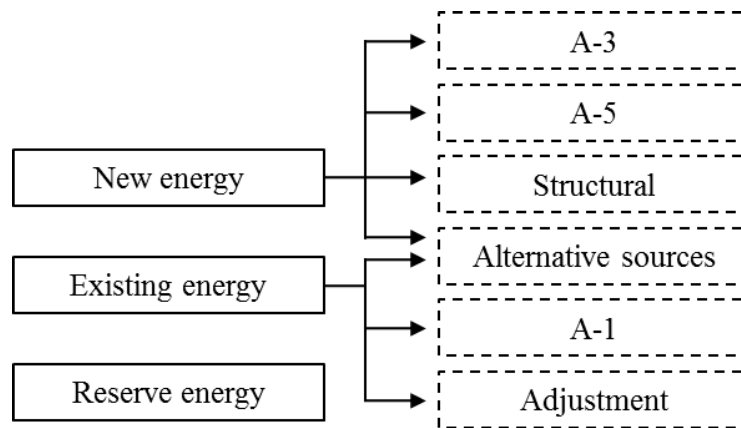 A-3
A-5
New energy
Structural
Existing energy
Alternative sources
A-1
Reserve energy
Adjustment